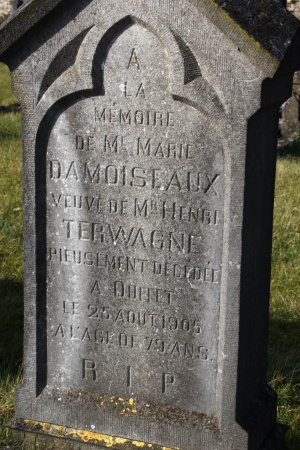 A
LA
MÉMOIRE
DE Me MARIE
DAMOISEAUX
VEUVE DE Mr HENRI
TERWAGNE
PIEUSEMENT DÉCÉDÉE
A OUFFET
LE 25 AOUT 1905
A L'AGE DE 79 ANS.
R I P